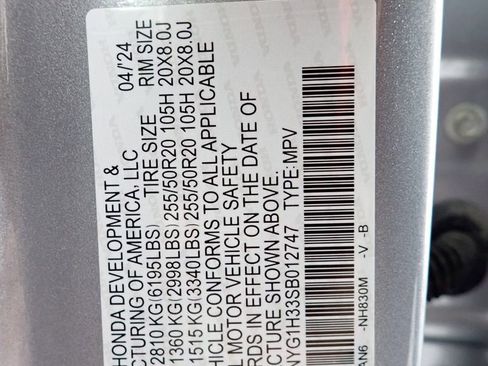 HONDA DEVELOPMENT & 04/'24
TURING OF AMERICA, LLC TIRE SIZE RIM SIZE
2810 KG(6195LBS)
1360 KG(2998LBS) 255/50R20 105H 20X8.0J
1515 KG(3340LBS) 255/50R20 105H 20X8.0J
HICLE CONFORMS TO ALL APPLICABLE
L MOTOR VEHICLE SAFETY
RDS IN EFFECT ON THE DATE OF
CTURE SHOWN ABOVE.
NYG1H33SB012747 TYPE: MPV
AN6 -NH830M -V -B